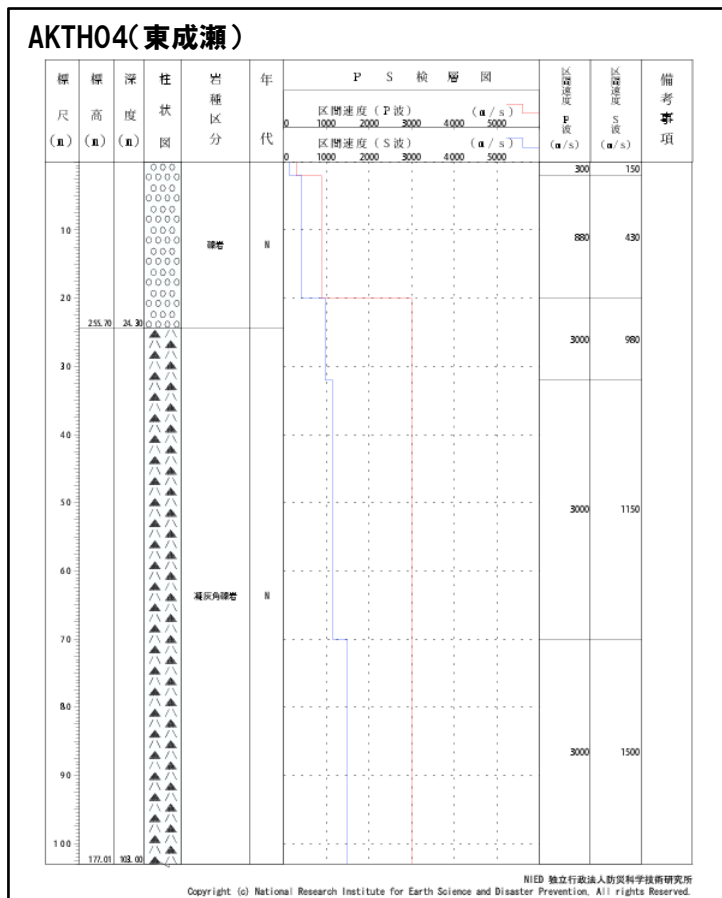 AKTH04(東成瀬)
標尺(m)
標高(m)
深度(m)
性状図
岩種区分
年代
PS検層図
区間速度(P波) (m/s)
0 1000 2000 3000 4000 5000
区間速度(S波) (m/s)
0 1000 2000 3000 4000 5000
区間速度 P波 (m/s)
区間速度 S波 (m/s)
備考事項
300 150
10 礫岩 N 880 430
20
255.70 24.30
3000 980
30
40
50 3000 1150
60
凝灰角礫岩 N
70
80
3000 1500
90
100
177.01 103.00
NIED 独立行政法人防災科学技術研究所
Copyright (c) National Research Institute for Earth Science and Disaster Prevention, All rights Reserved.